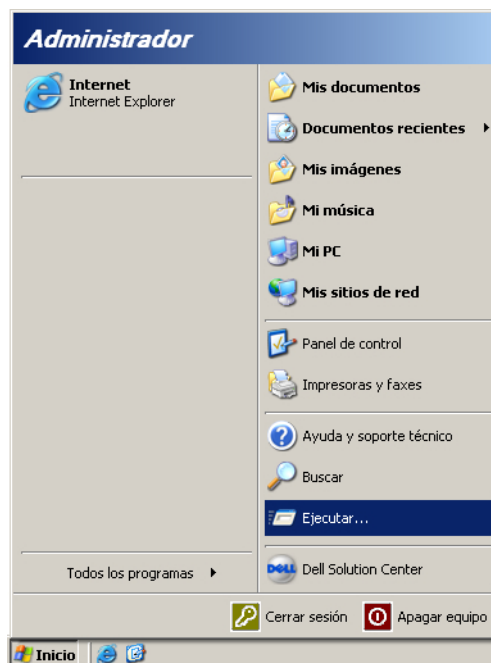 Administrador
Internet
Internet Explorer
Mis documentos
Documentos recientes
Mis imágenes
Mi música
Mi PC
Mis sitios de red
Panel de control
Impresoras y faxes
Ayuda y soporte técnico
Buscar
Ejecutar...
Todos los programas
DELL Dell Solution Center
Cerrar sesión Apagar equipo
Inicio